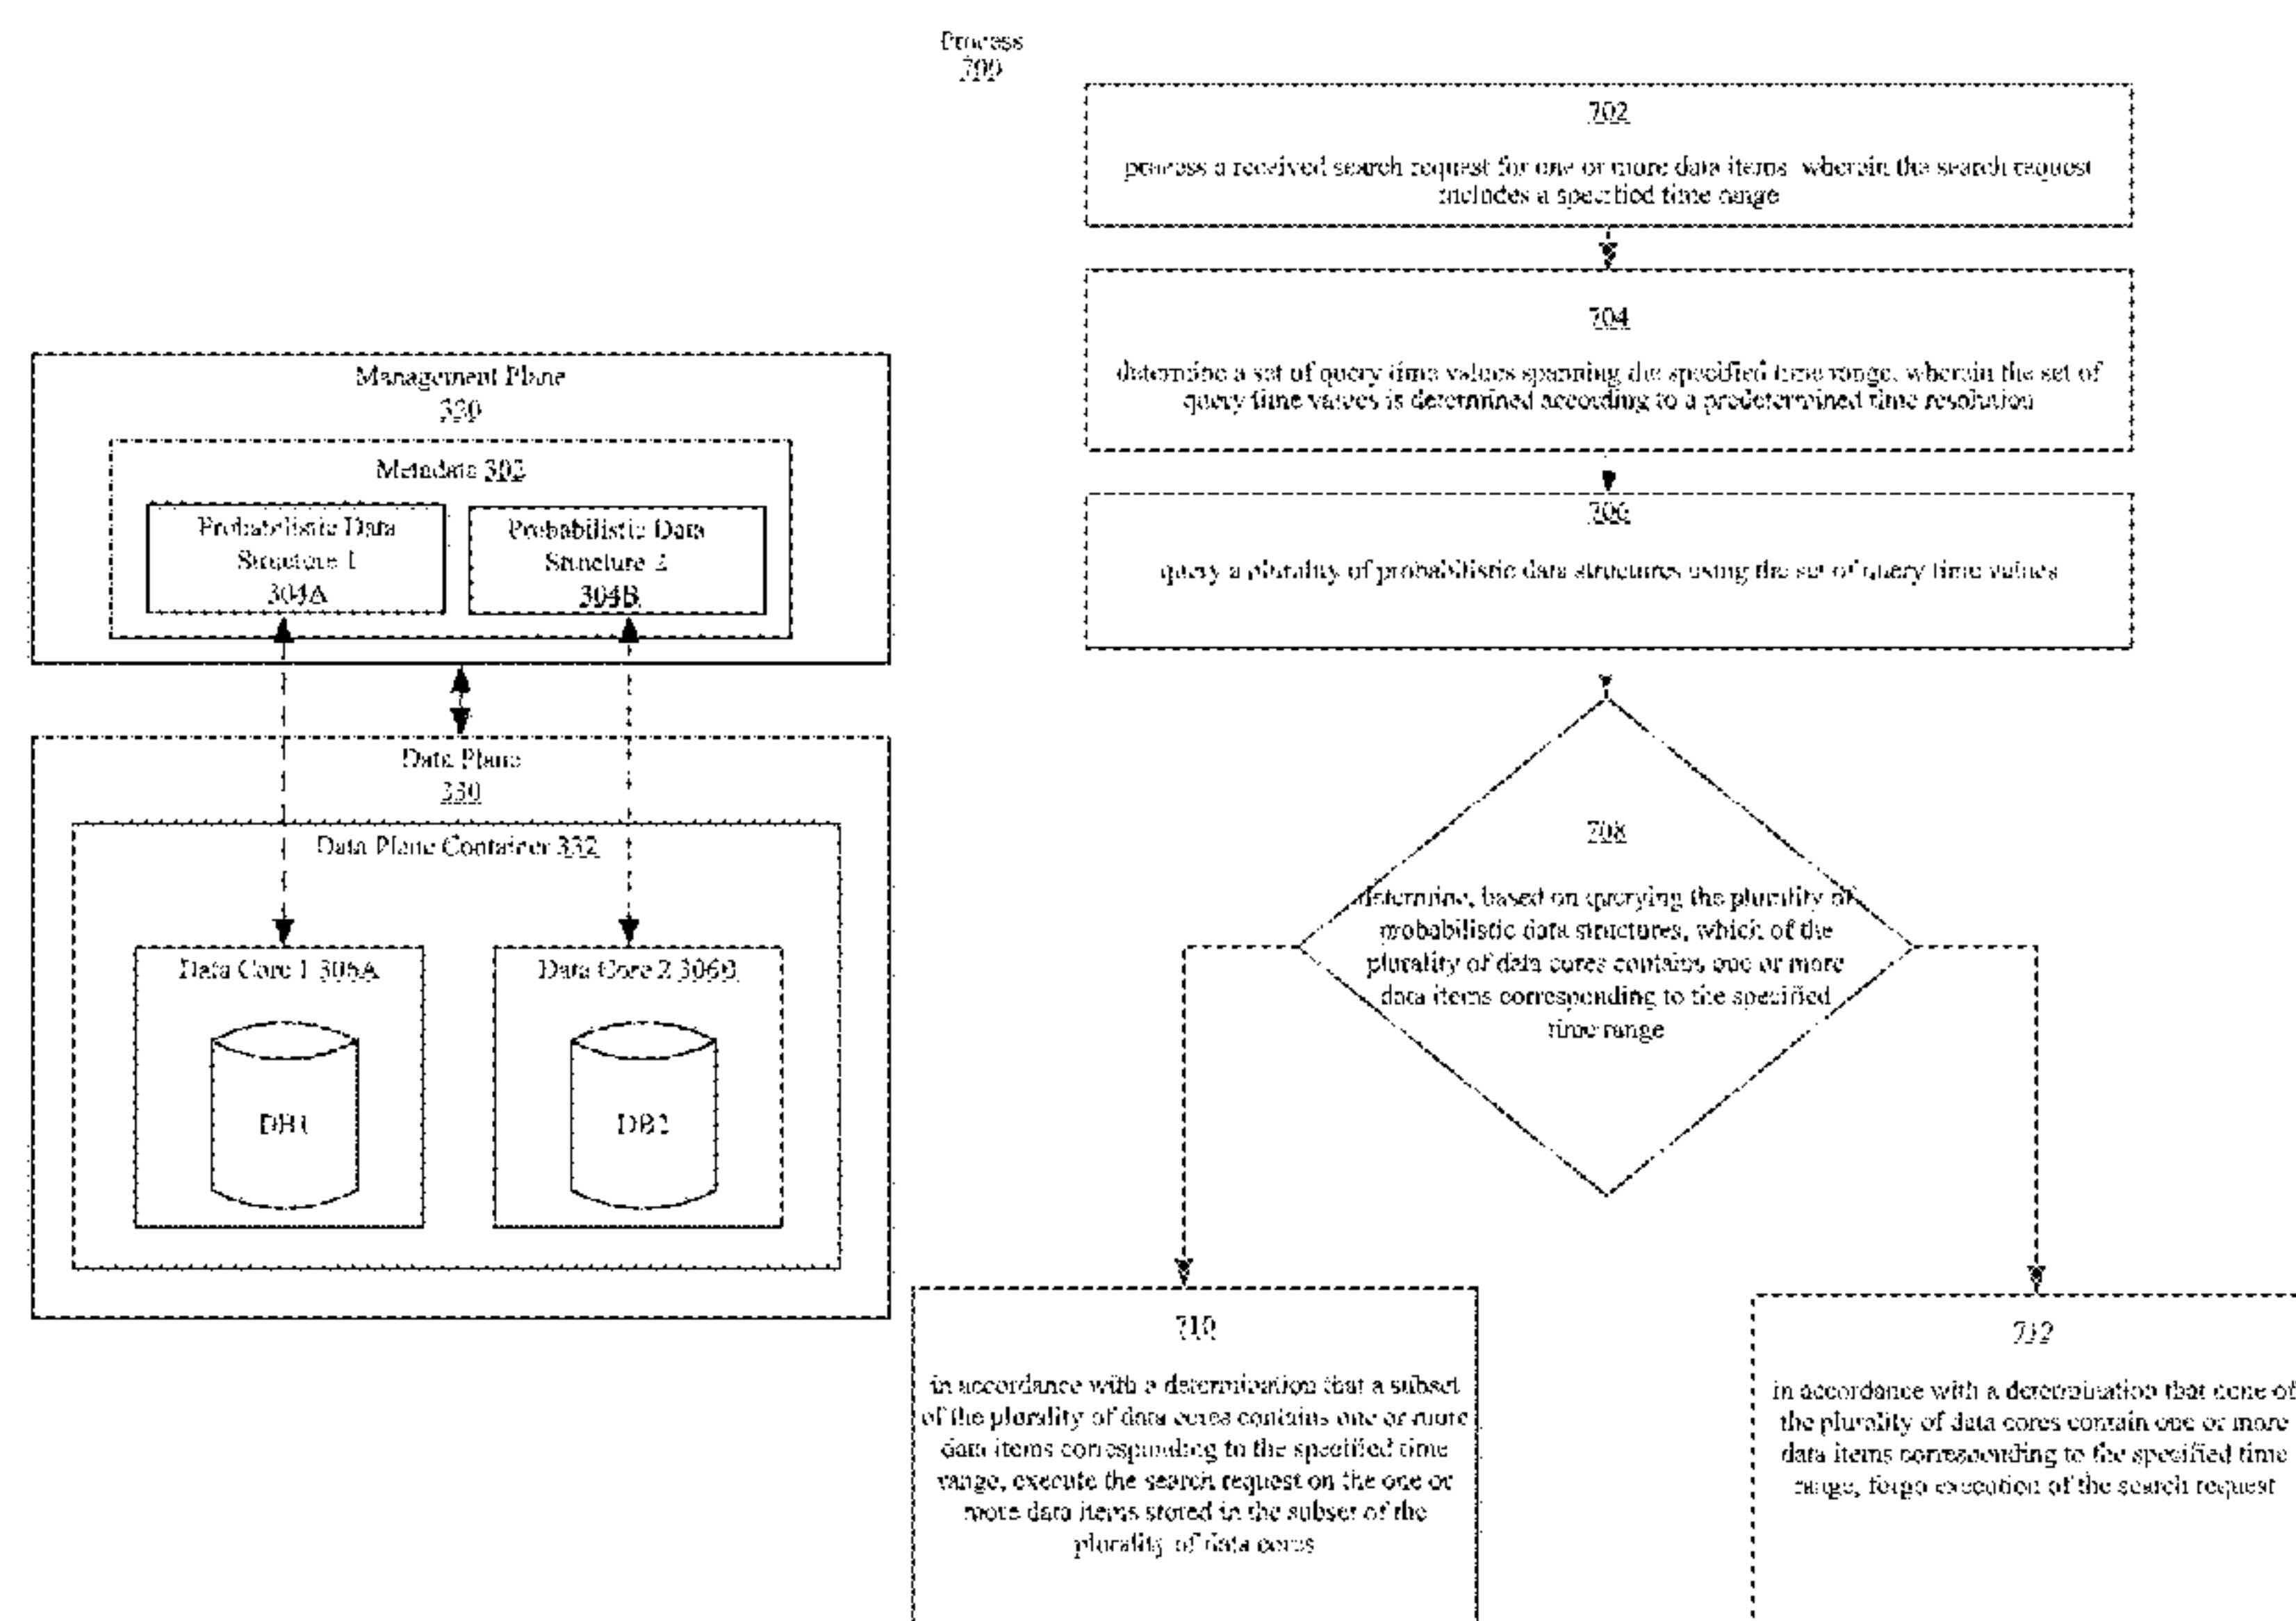 Process
700
702
process a received search request for one or more data items, wherein the search request
includes a specified time range
704
determine a set of query time values spanning the specified time range, wherein the set of
query time values is determined according to a predetermined time resolution
706
query a plurality of probabilistic data structures using the set of query time values
708
determine, based on querying the plurality of
probabilistic data structures, which of the
plurality of data cores contains one or more
data items corresponding to the specified
time range
710
in accordance with a determination that a subset
of the plurality of data cores contains one or more
data items corresponding to the specified time
range, execute the search request on the one or
more data items stored in the subset of the
plurality of data cores
712
in accordance with a determination that none of
the plurality of data cores contain one or more
data items corresponding to the specified time
range, forgo execution of the search request
Management Plane
Metadata 302
Probabilistic Data
Structure 1
304A
Probabilistic Data
Structure 2
304B
Data Plane
330
Data Plane Container 332
Data Core 1 306A
DB1
Data Core 2 306B
DB2